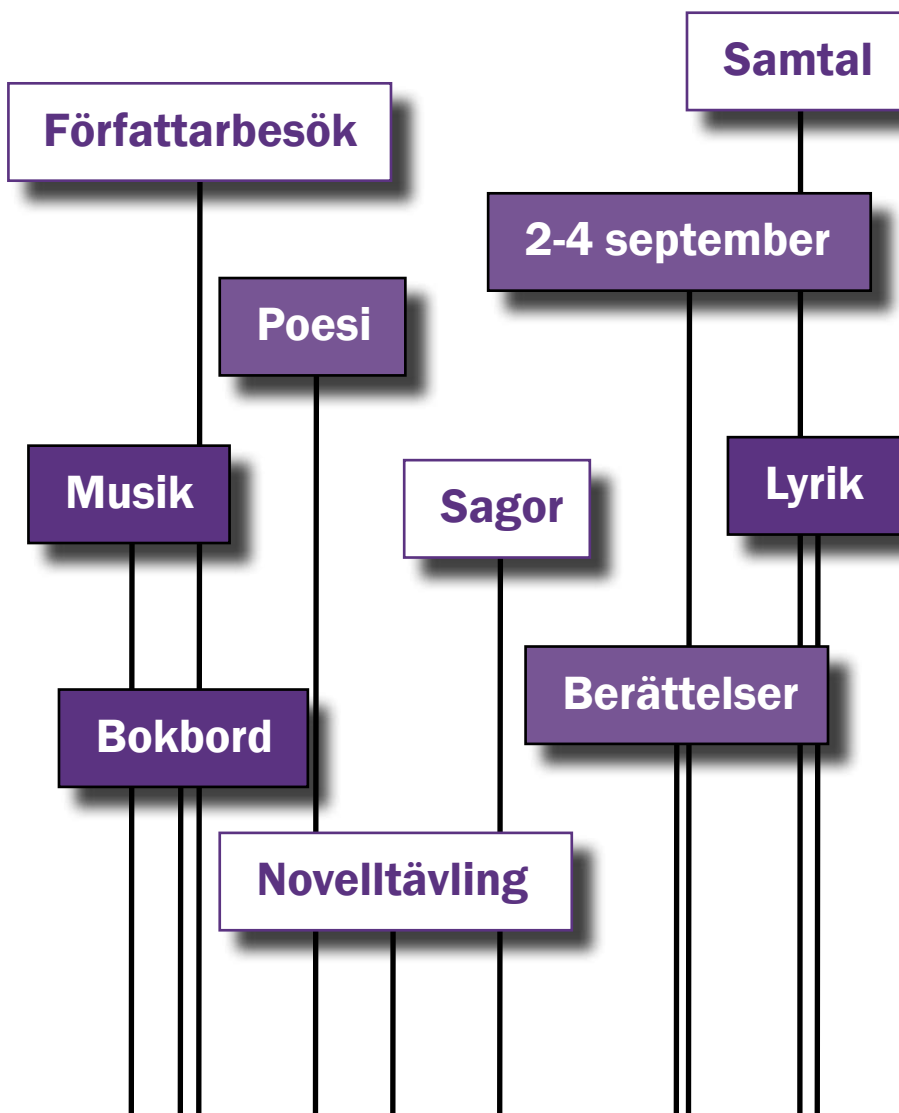 Samtal
Författarbesök
2-4 september
Poesi
Musik
Sagor
Lyrik
Berättelser
Bokbord
Novelltävling